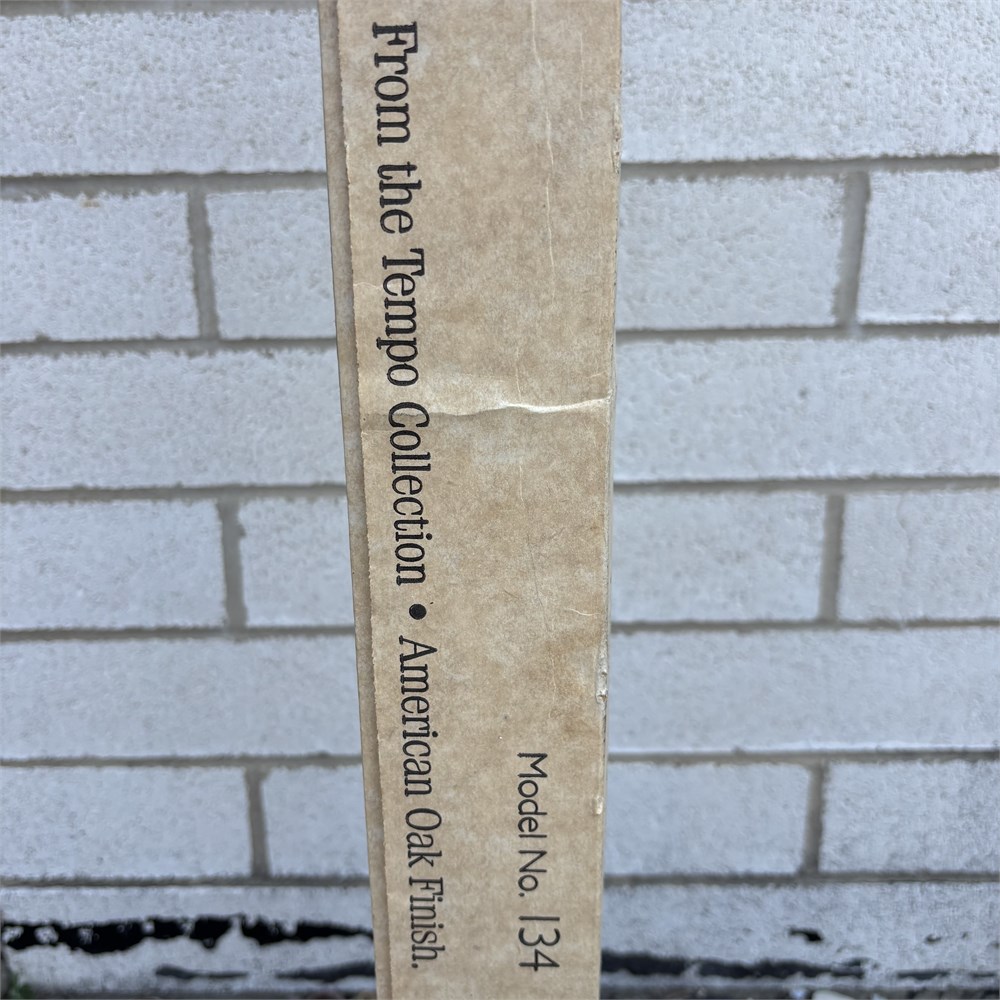 From the Tempo Collection • American Oak Finish.
Model No. 134